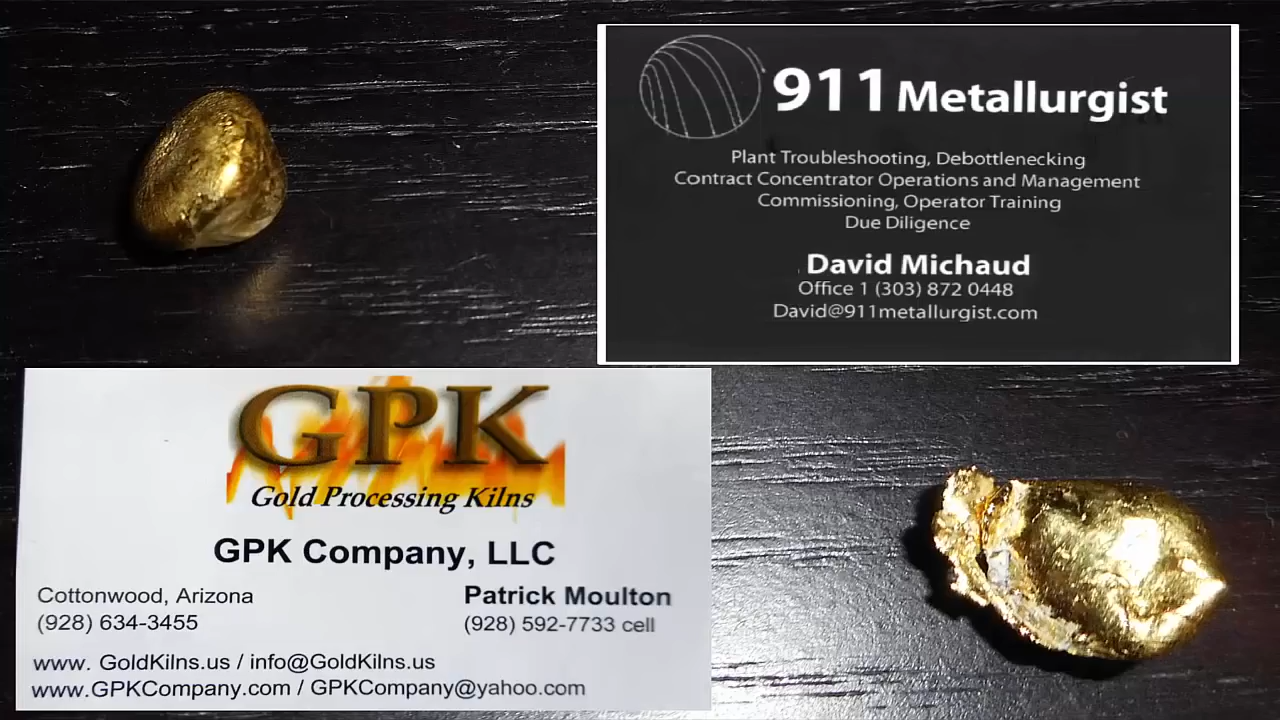 911 Metallurgist
Plant Troubleshooting, Debottlenecking
Contract Concentrator Operations and Management
Commissioning, Operator Training
Due Diligence
David Michaud
Office 1 (303) 872 0448
David@911metallurgist.com
GPK
Gold Processing Kilns
GPK Company, LLC
Cottonwood, Arizona
(928) 634-3455
Patrick Moulton
(928) 592-7733 cell
www. GoldKilns.us / info@GoldKilns.us
www.GPKCompany.com / GPKCompany@yahoo.com